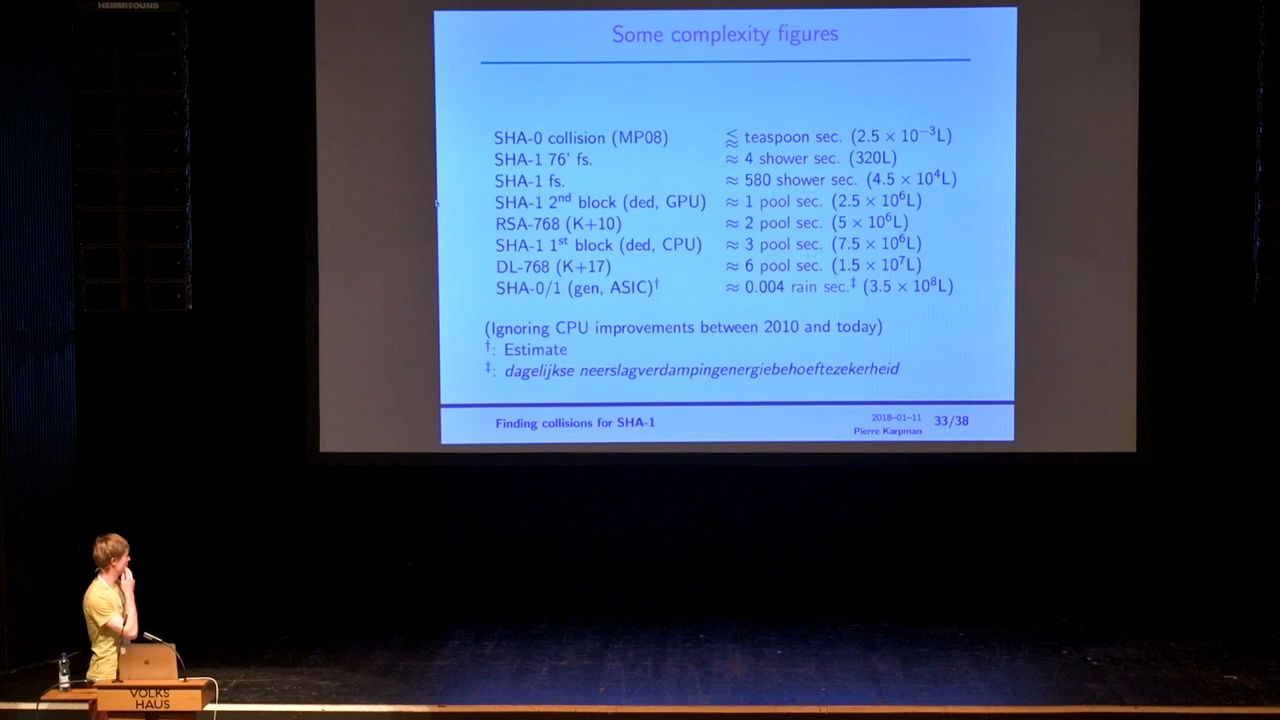 HEMMISOUND
Some complexity figures
SHA-0 collision (MP08) ⪅ teaspoon sec. (2.5 × 10⁻³L)
SHA-1 76' fs. ≈ 4 shower sec. (320L)
SHA-1 fs. ≈ 580 shower sec. (4.5 × 10⁴L)
SHA-1 2ⁿᵈ block (ded, GPU) ≈ 1 pool sec. (2.5 × 10⁶L)
RSA-768 (K+10) ≈ 2 pool sec. (5 × 10⁶L)
SHA-1 1ˢᵗ block (ded, CPU) ≈ 3 pool sec. (7.5 × 10⁶L)
DL-768 (K+17) ≈ 6 pool sec. (1.5 × 10⁷L)
SHA-0/1 (gen, ASIC)† ≈ 0.004 rain sec.‡ (3.5 × 10⁸L)
(Ignoring CPU improvements between 2010 and today)
†: Estimate
‡: dagelijkse neerslagverdampingenergiebehoeftezekerheid
Finding collisions for SHA-1
2018–01–11
Pierre Karpman
33/38
VOLKS
HAUS